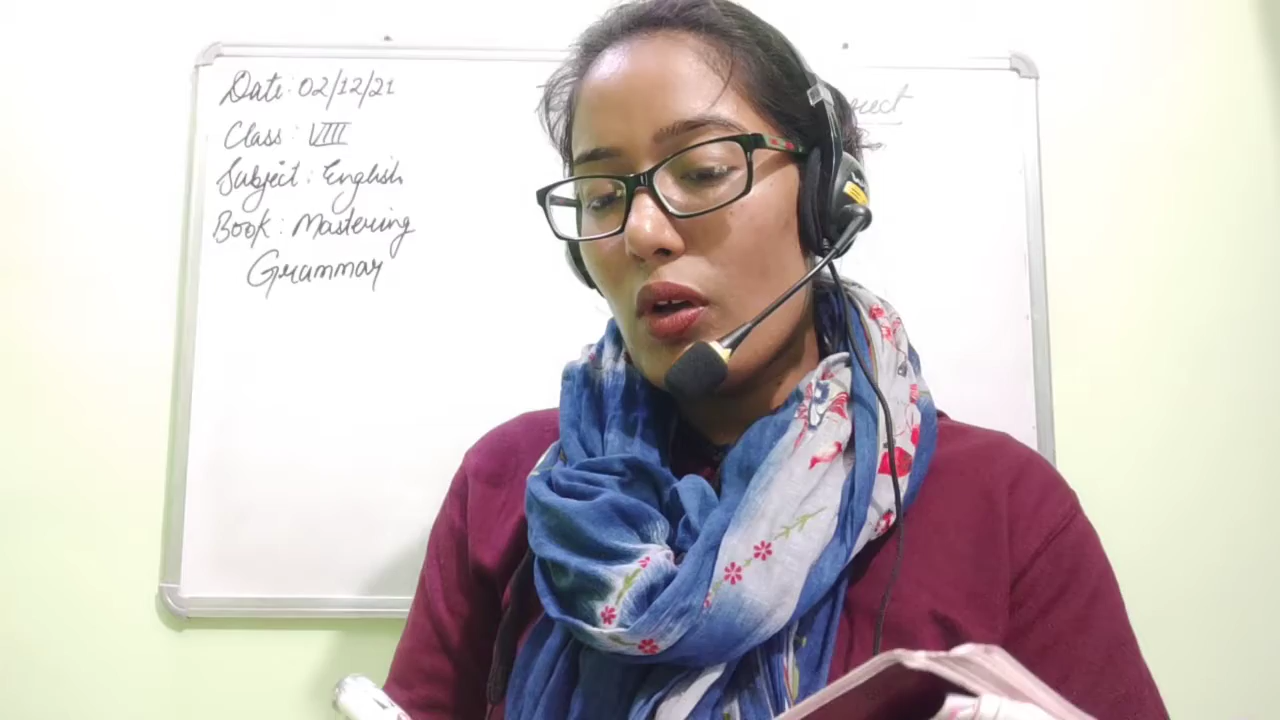 Date: 02/12/21
Class: VIII
Subject: English
Book: Mastering
Grammar